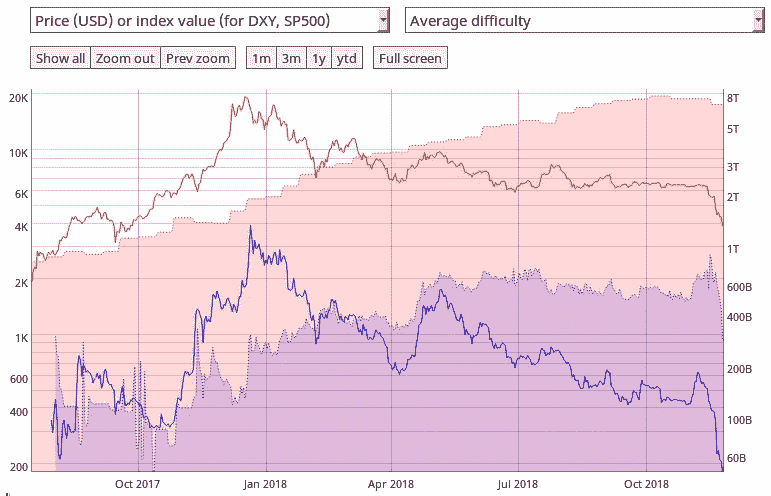 Price (USD) or index value (for DXY, SP500)
Average difficulty
Show all Zoom out Prev zoom 1m 3m 1y ytd Full screen
20K
10K
6K
4K
2K
1K
600
400
200
8T
5T
3T
2T
1T
600B
400B
200B
100B
60B
Oct 2017 Jan 2018 Apr 2018 Jul 2018 Oct 2018